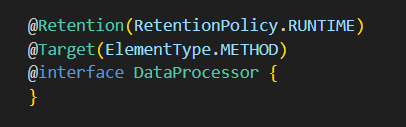 @Retention(RetentionPolicy.RUNTIME)
@Target(ElementType.METHOD)
@interface DataProcessor {
}